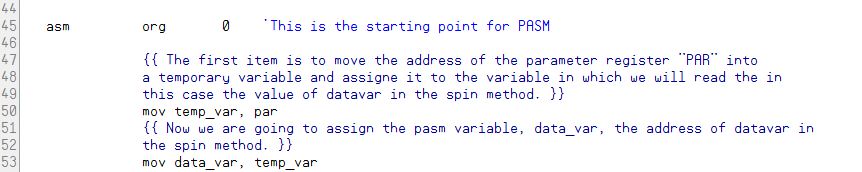 44
45 asm org 0 'This is the starting point for PASM
46
47 {{ The first item is to move the address of the parameter register "PAR" into
48 a temporary variable and assigne it to the variable in which we will read the in
49 this case the value of datavar in the spin method. }}
50 mov temp_var, par
51 {{ Now we are going to assign the pasm variable, data_var, the address of datavar in
52 the spin method. }}
53 mov data_var, temp_var